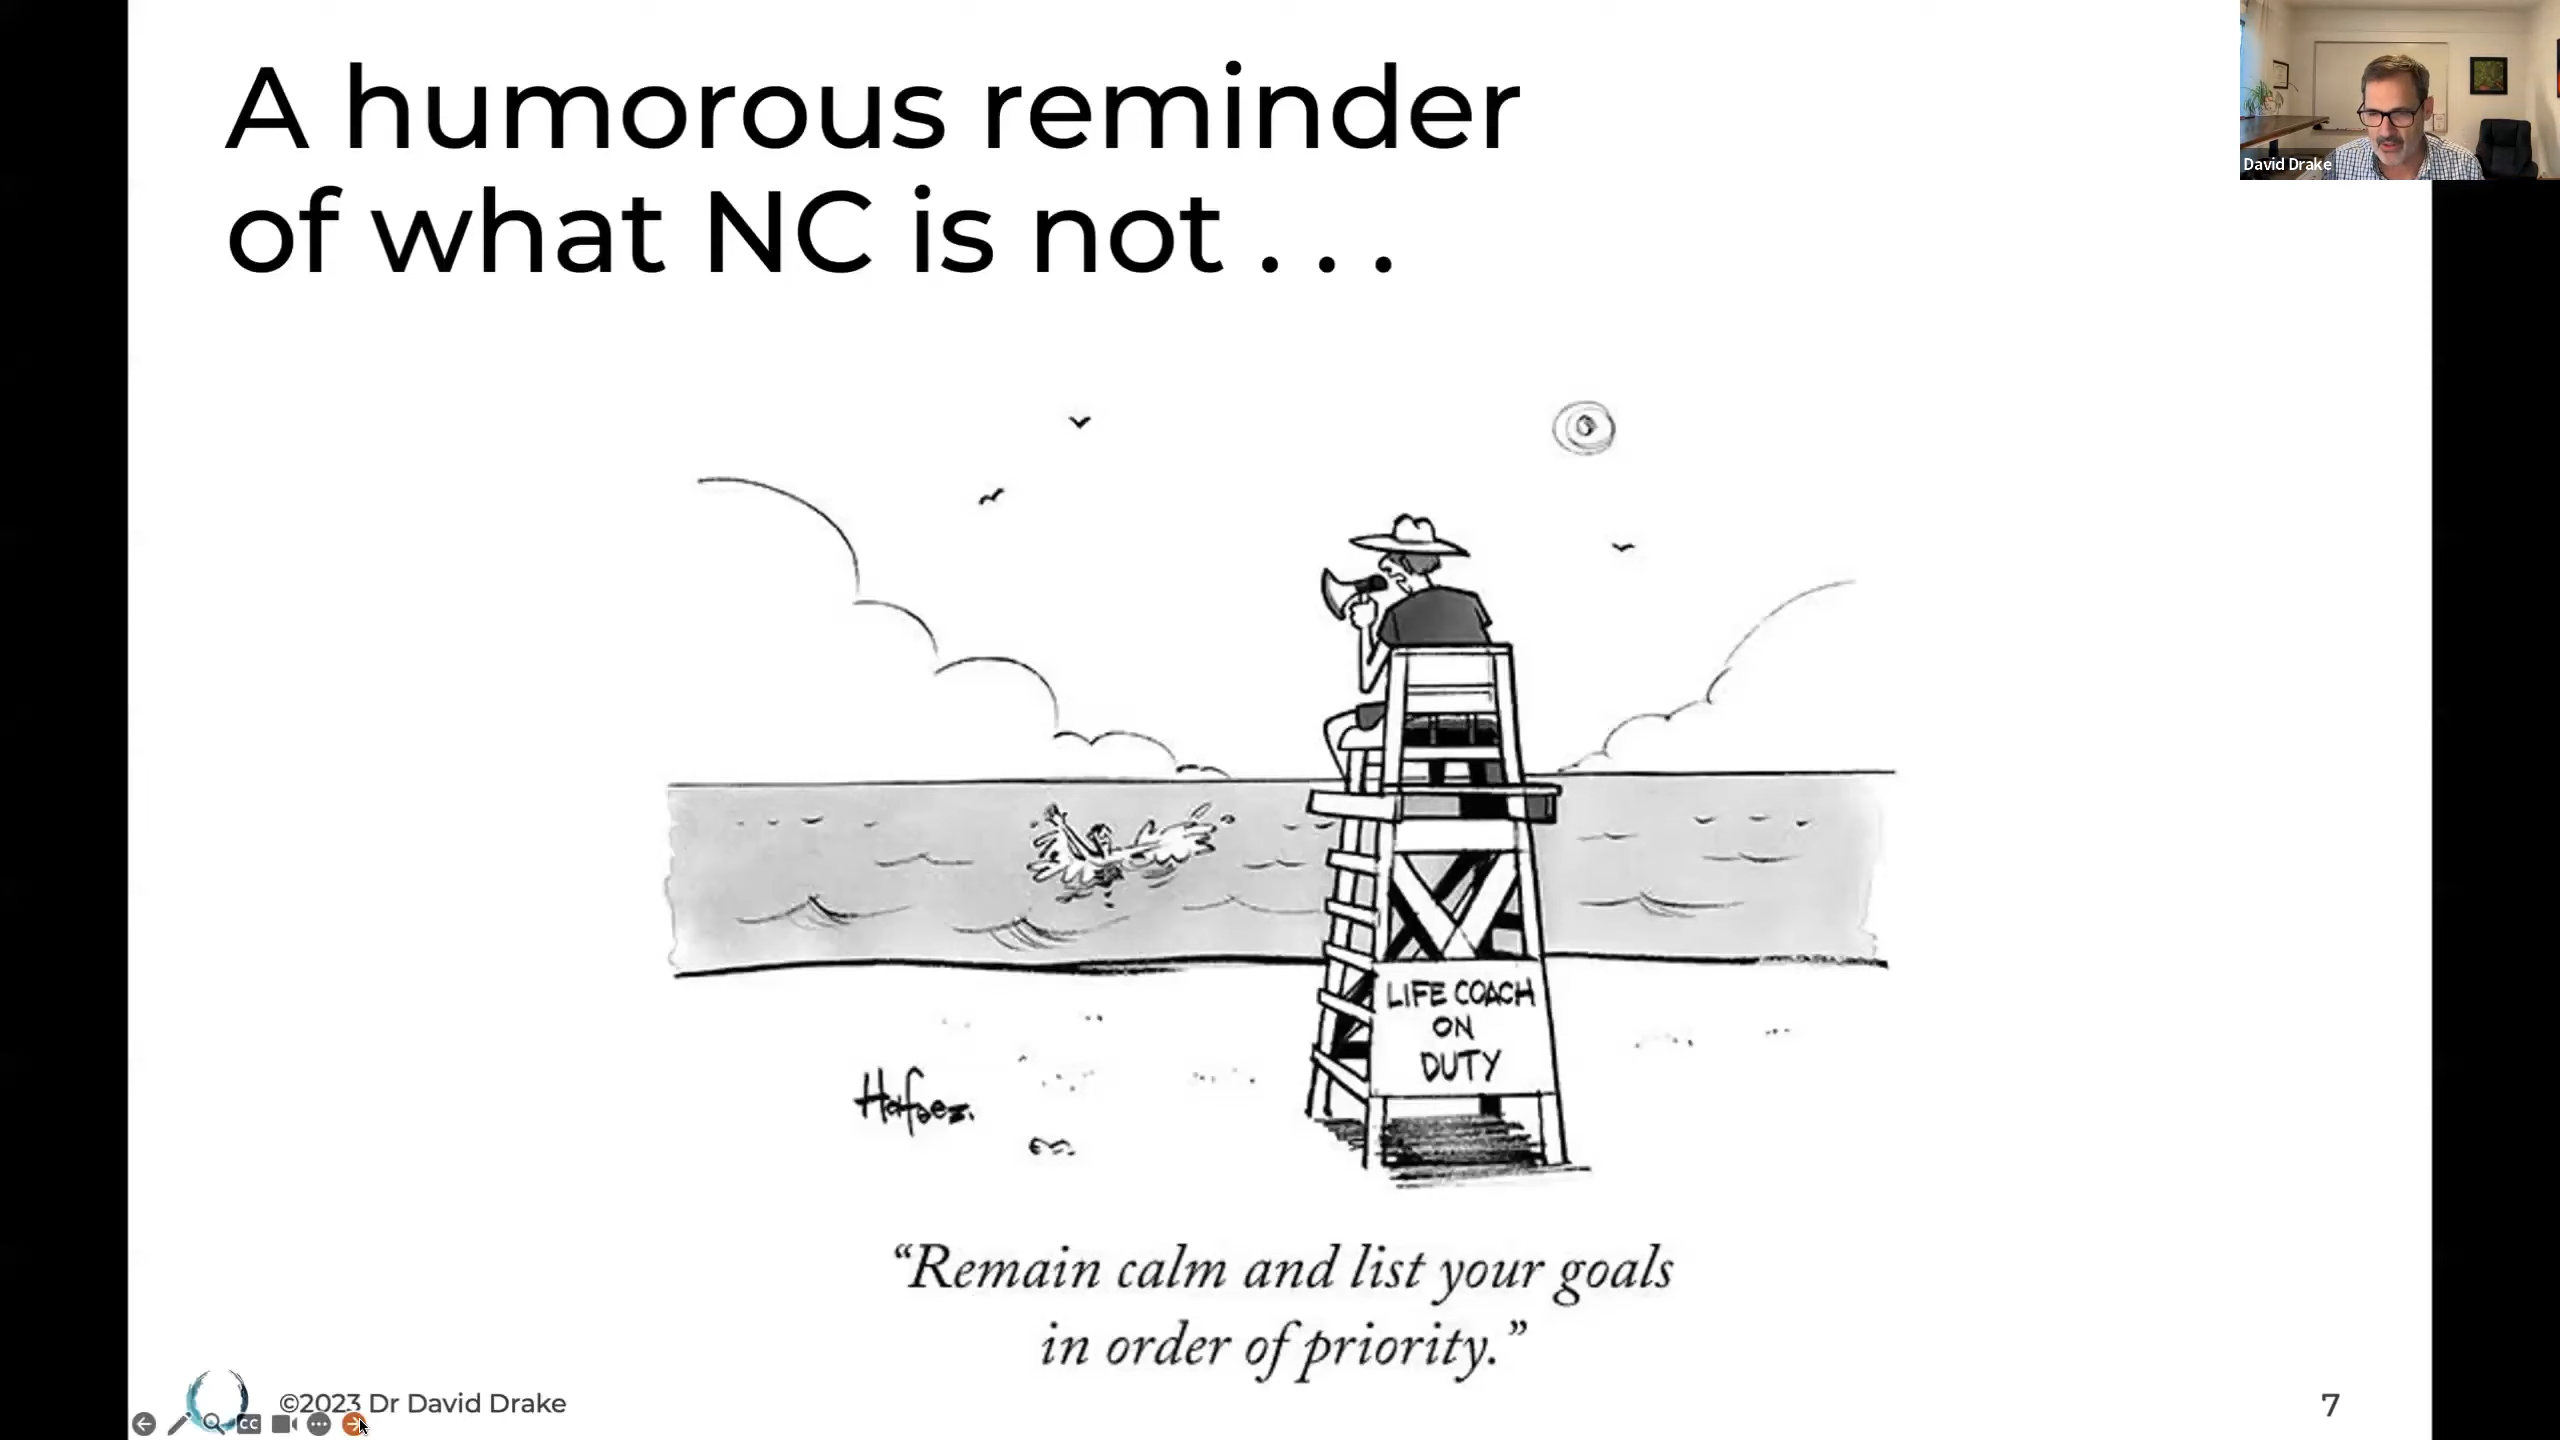 A humorous reminder
of what NC is not . . .
David Drake
LIFE COACH
ON
DUTY
“Remain calm and list your goals
in order of priority.”
©2023 Dr David Drake
CC
7